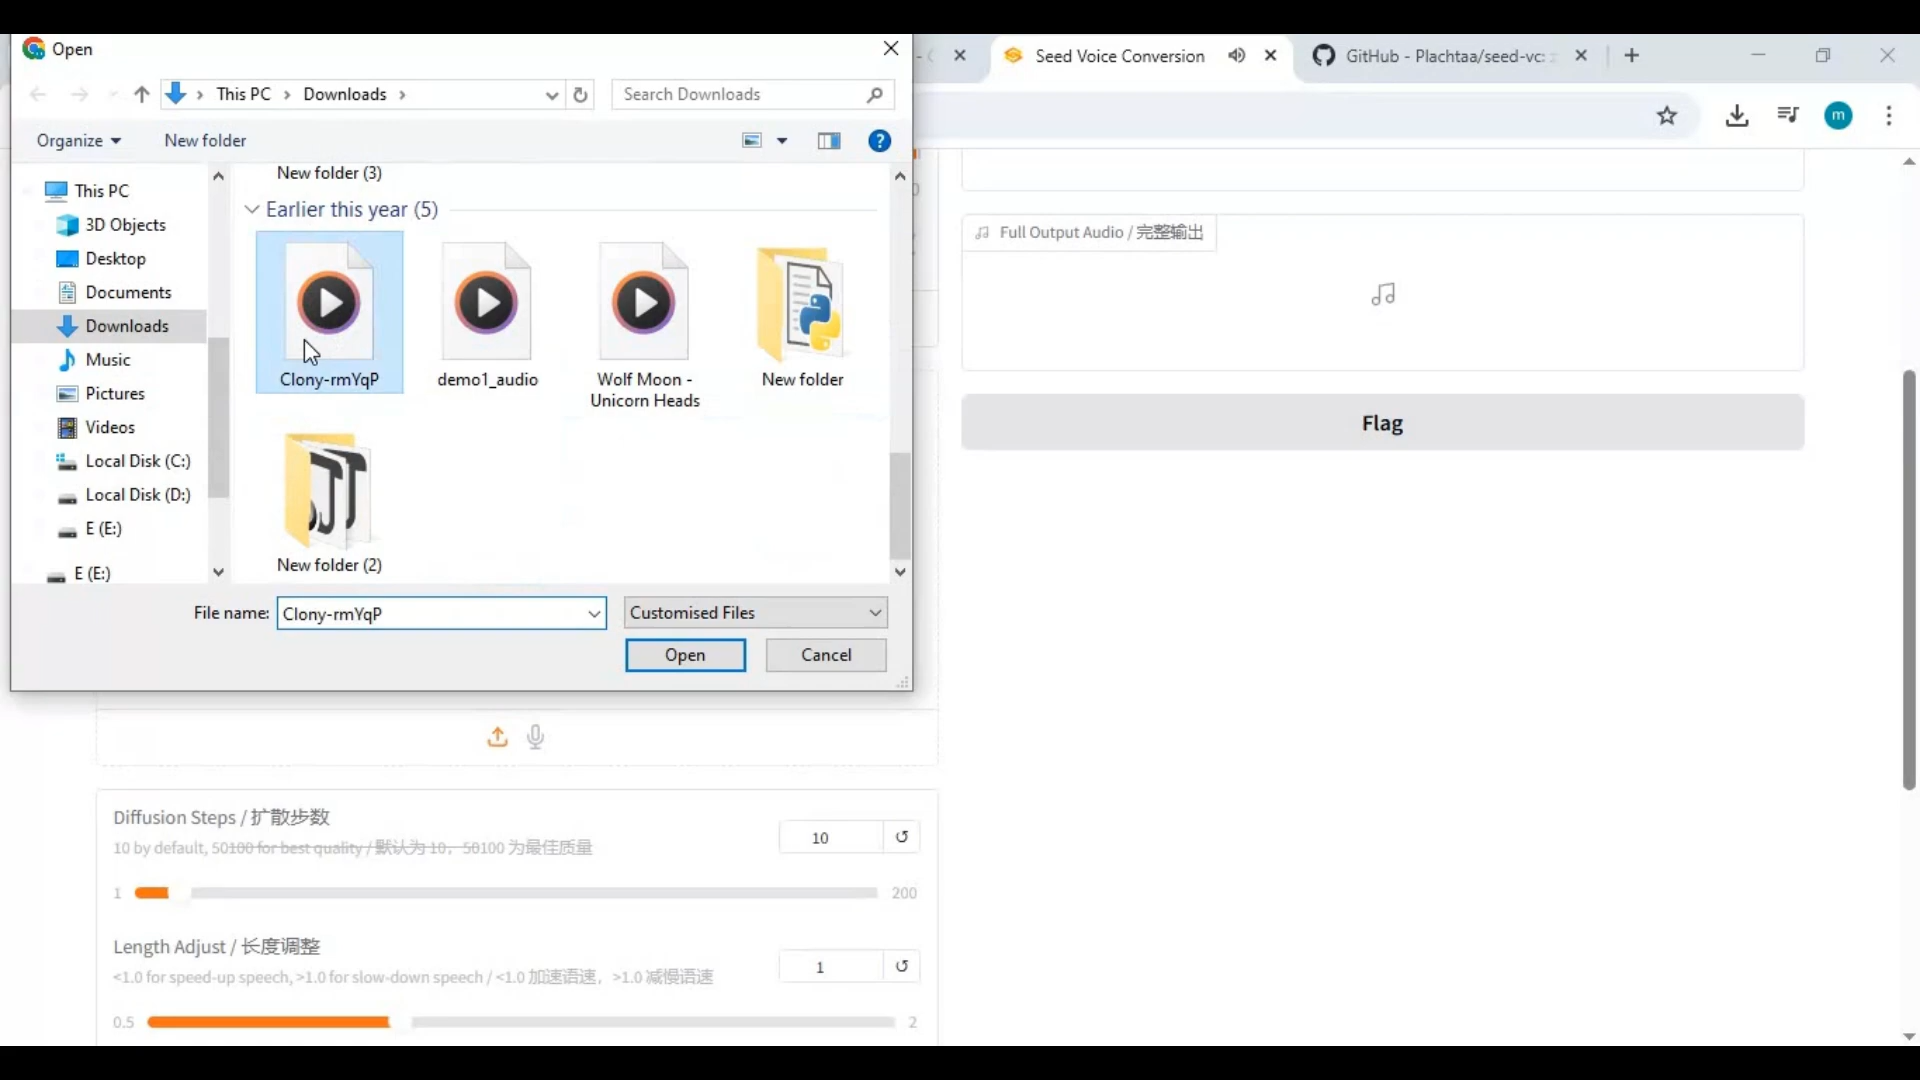 Open
Seed Voice Conversion
GitHub - Plachtaa/seed-vc:
m
This PC
Downloads
Search Downloads
Organize
New folder
?
This PC
3D Objects
Desktop
Documents
Downloads
Music
Pictures
Videos
Local Disk (C:)
Local Disk (D:)
E (E:)
E (E:)
New folder (3)
Earlier this year (5)
Clony-rmYqP
demo1_audio
Wolf Moon -
Unicorn Heads
New folder
New folder (2)
File name:
Clony-rmYqP
Customised Files
Open
Cancel
Full Output Audio / 完整输出
Flag
Diffusion Steps / 扩散步数
10 by default, 50100 for best quality / 默认为 10，50100 为最佳质量
10
1
200
Length Adjust / 长度调整
<1.0 for speed-up speech, >1.0 for slow-down speech / <1.0 加速语速，>1.0 减慢语速
1
0.5
2